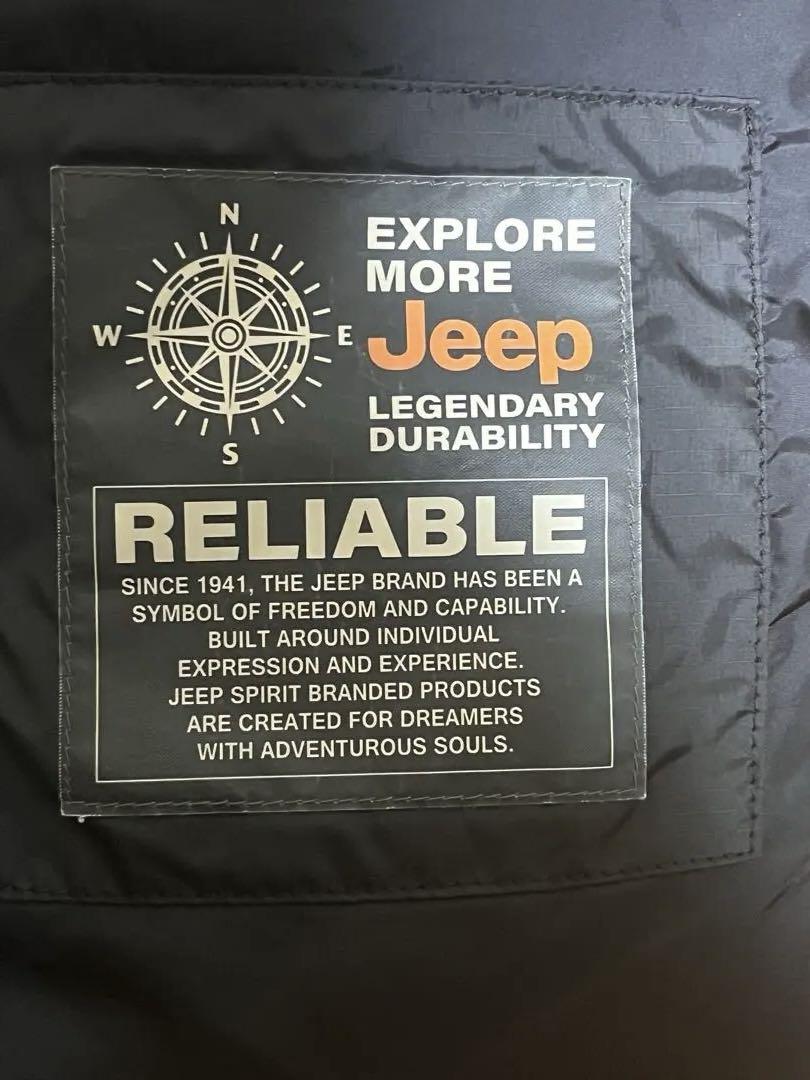 N
W E
S
EXPLORE
MORE
Jeep
LEGENDARY
DURABILITY
RELIABLE
SINCE 1941, THE JEEP BRAND HAS BEEN A
SYMBOL OF FREEDOM AND CAPABILITY.
BUILT AROUND INDIVIDUAL
EXPRESSION AND EXPERIENCE.
JEEP SPIRIT BRANDED PRODUCTS
ARE CREATED FOR DREAMERS
WITH ADVENTUROUS SOULS.